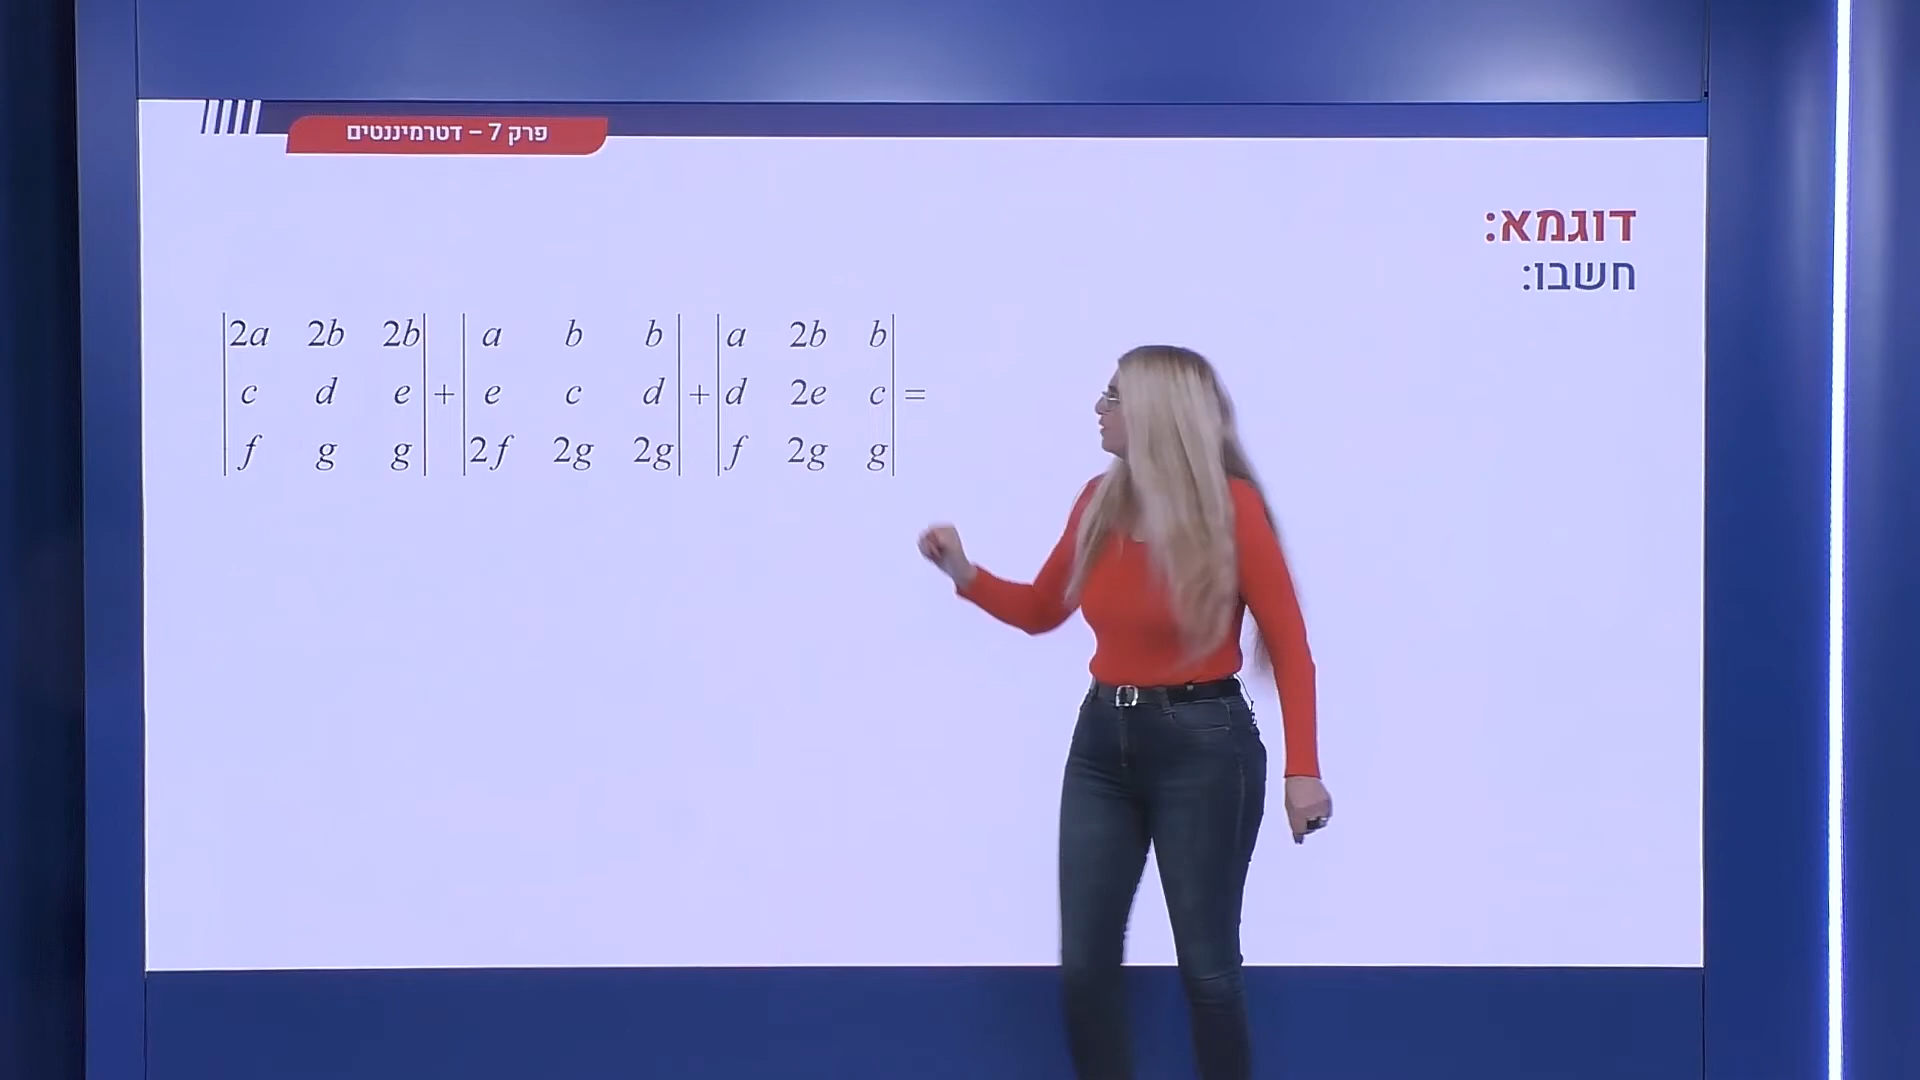 פרק 7 – דטרמיננטים
דוגמא:
חשבו:
|2a 2b 2b| |a b b| |a 2b b|
|c d e| + |e c d| + |d 2e c| =
|f g g| |2f 2g 2g| |f 2g g|